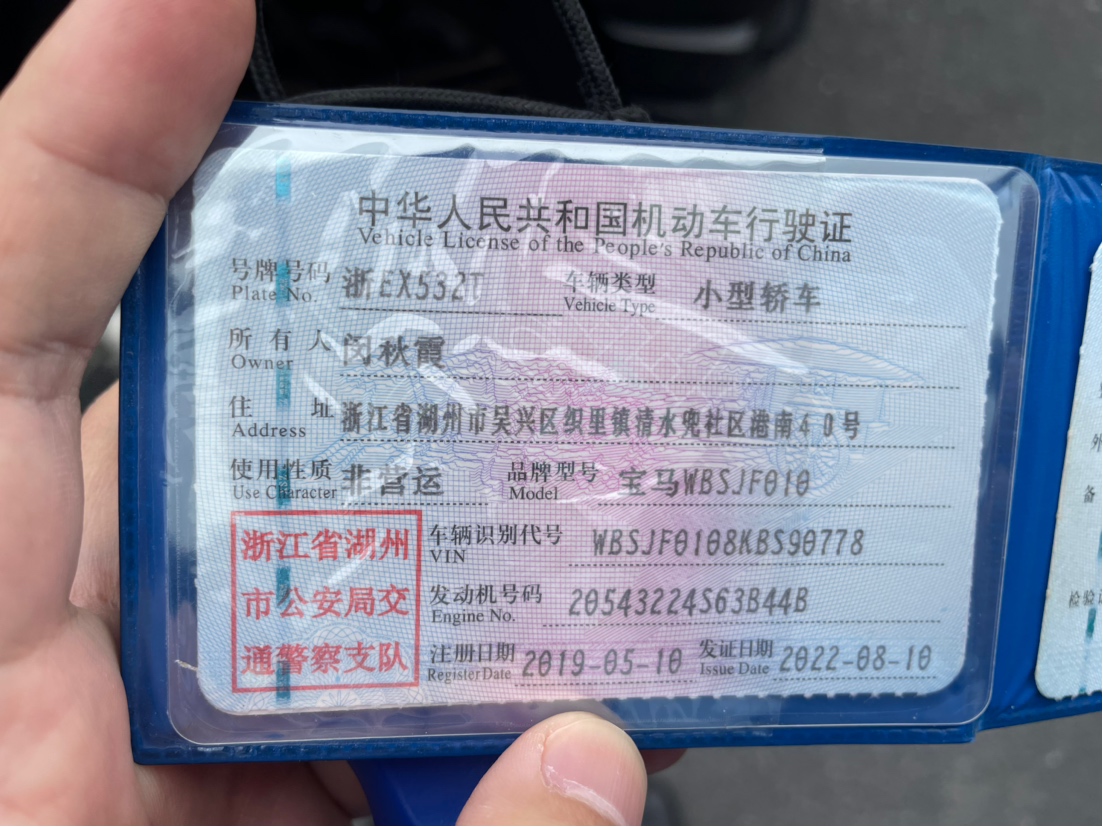 中华人民共和国机动车行驶证
Vehicle License of the People's Republic of China
号牌号码 浙EX532T 车辆类型 小型轿车
Plate No. Vehicle Type
所有人 闵秋霞
Owner
住址 浙江省湖州市吴兴区织里镇清水兜社区港南40号
Address
使用性质 非营运 品牌型号 宝马WBSJF010
Use Character Model
浙江省湖州
市公安局交
通警察支队
车辆识别代号 WBSJF0108KBS90778
VIN
发动机号码 20543224S63B44B
Engine No.
注册日期 2019-05-10 发证日期 2022-08-10
Register Date Issue Date
备
检验